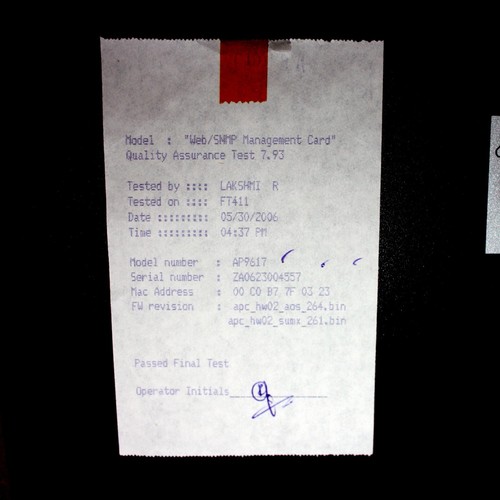 Model : "Web/SNMP Management Card"
Quality Assurance Test 7.93
Tested by :::: LAKSHMI R
Tested on :::: FT411
Date ::::::::: 05/30/2006
Time ::::::::: 04:37 PM
Model number : AP9617
Serial number : ZA0623004557
Mac Address : 00 C0 B7 7F 03 23
FW revision : apc_hw02_aos_264.bin
apc_hw02_sumx_261.bin
Passed Final Test
Operator Initials